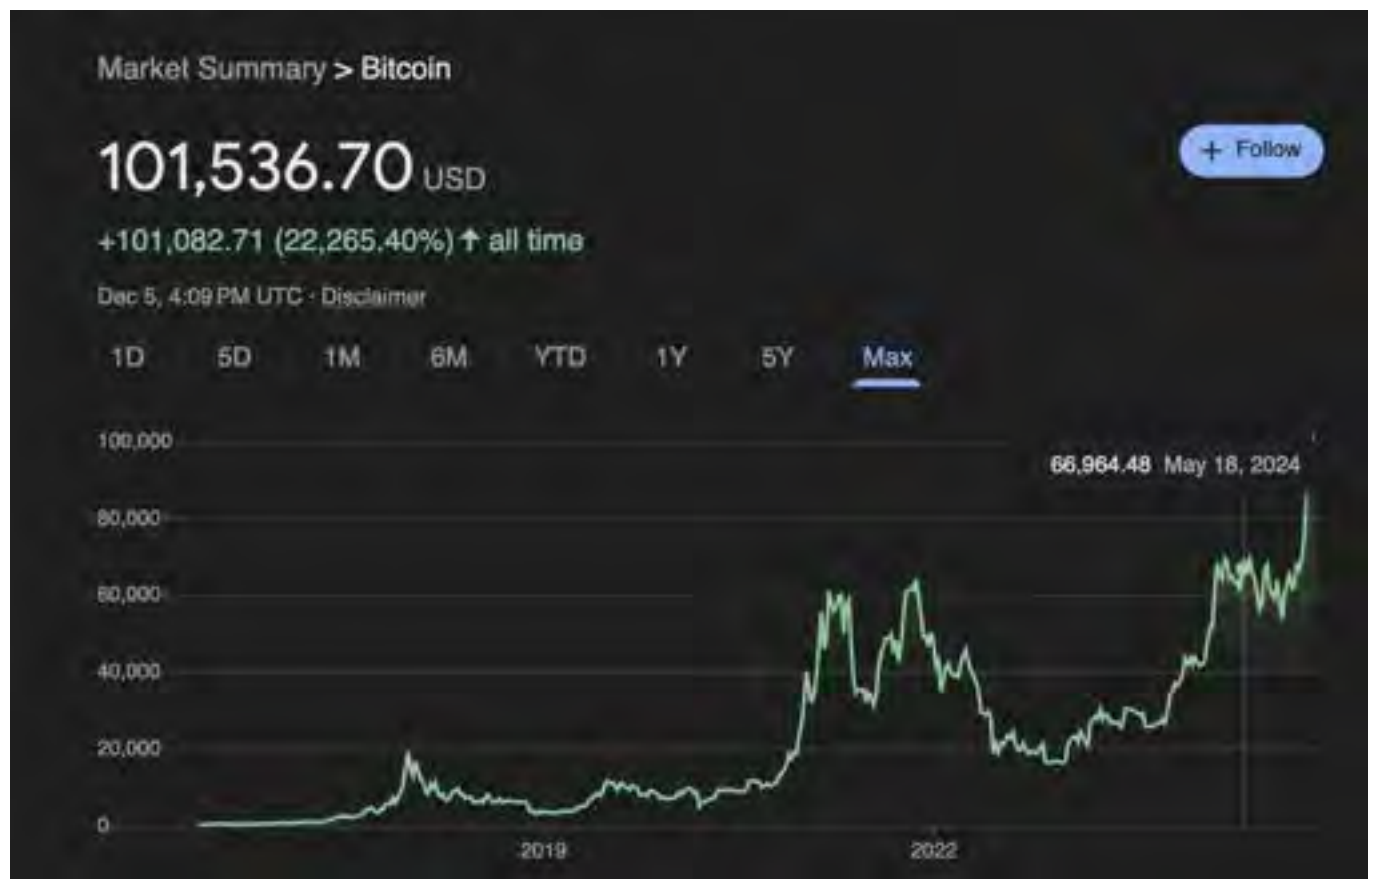 Market Summary > Bitcoin
101,536.70 USD
+ Follow
+101,082.71 (22,265.40%) ↑ all time
Dec 5, 4:09 PM UTC · Disclaimer
1D 5D 1M 6M YTD 1Y 5Y Max
100,000
66,964.48 May 18, 2024
80,000
60,000
40,000
20,000
0
2019 2022